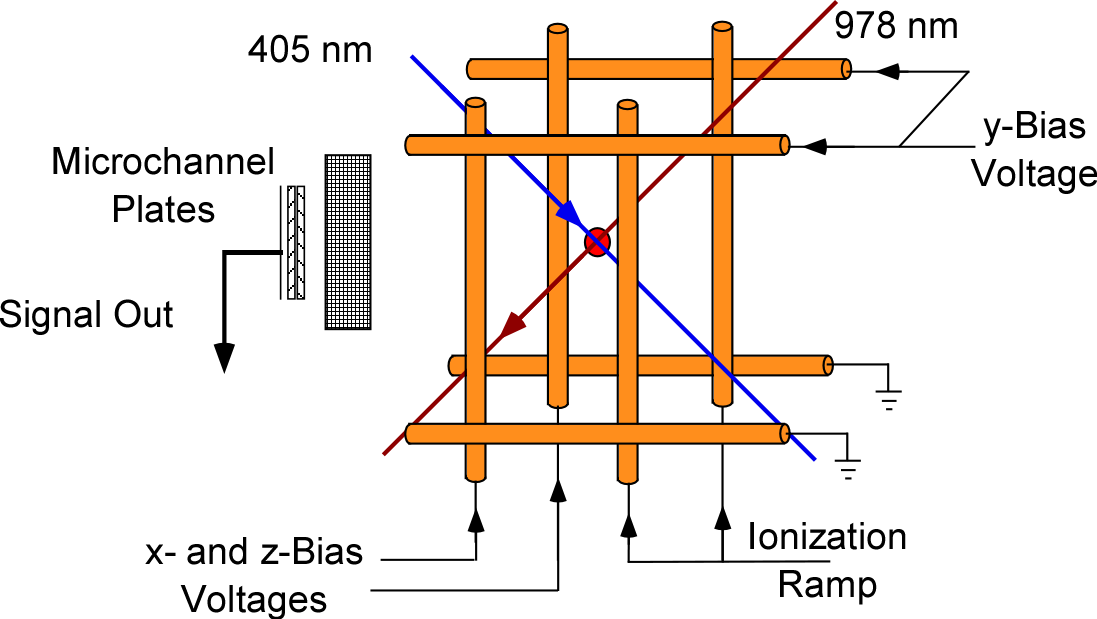 405 nm
978 nm
y-Bias
Voltage
Microchannel
Plates
Signal Out
x- and z-Bias
Voltages
Ionization
Ramp